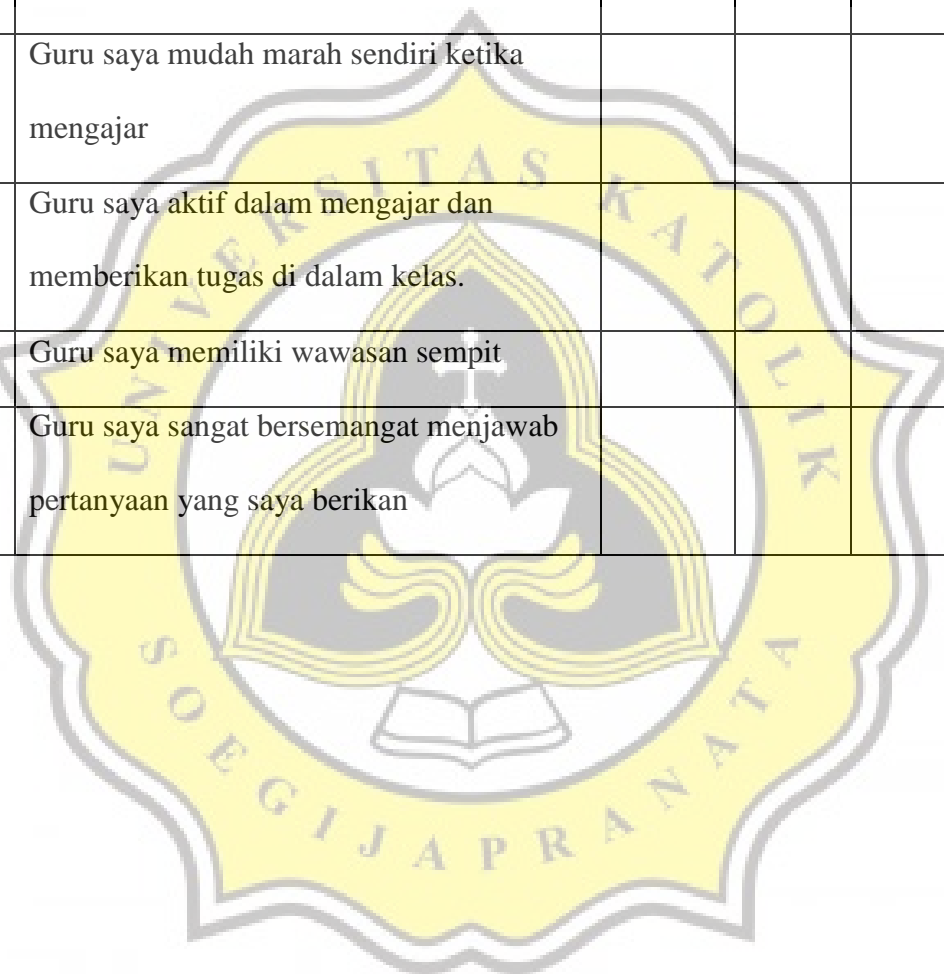 Guru saya mudah marah sendiri ketika
mengajar
Guru saya aktif dalam mengajar dan
memberikan tugas di dalam kelas.
Guru saya memiliki wawasan sempit
Guru saya sangat bersemangat menjawab
pertanyaan yang saya berikan
UNIVERSITAS KATOLIK
SOEGIJAPRANATA